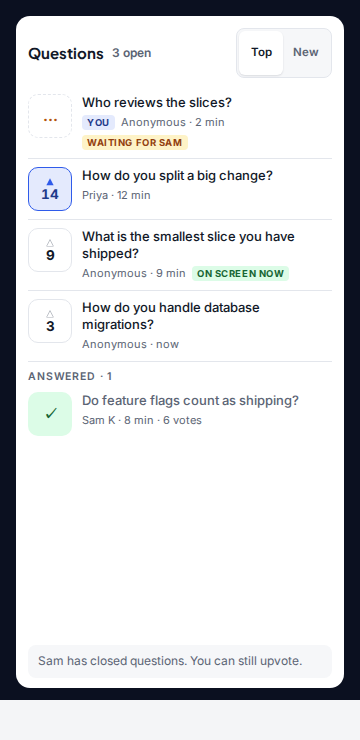 Questions 3 open Top New
… Who reviews the slices?
YOU Anonymous · 2 min
WAITING FOR SAM
▲ How do you split a big change?
14 Priya · 12 min
△ What is the smallest slice you have
9 shipped?
Anonymous · 9 min ON SCREEN NOW
△ How do you handle database
3 migrations?
Anonymous · now
ANSWERED · 1
✓ Do feature flags count as shipping?
Sam K · 8 min · 6 votes
Sam has closed questions. You can still upvote.